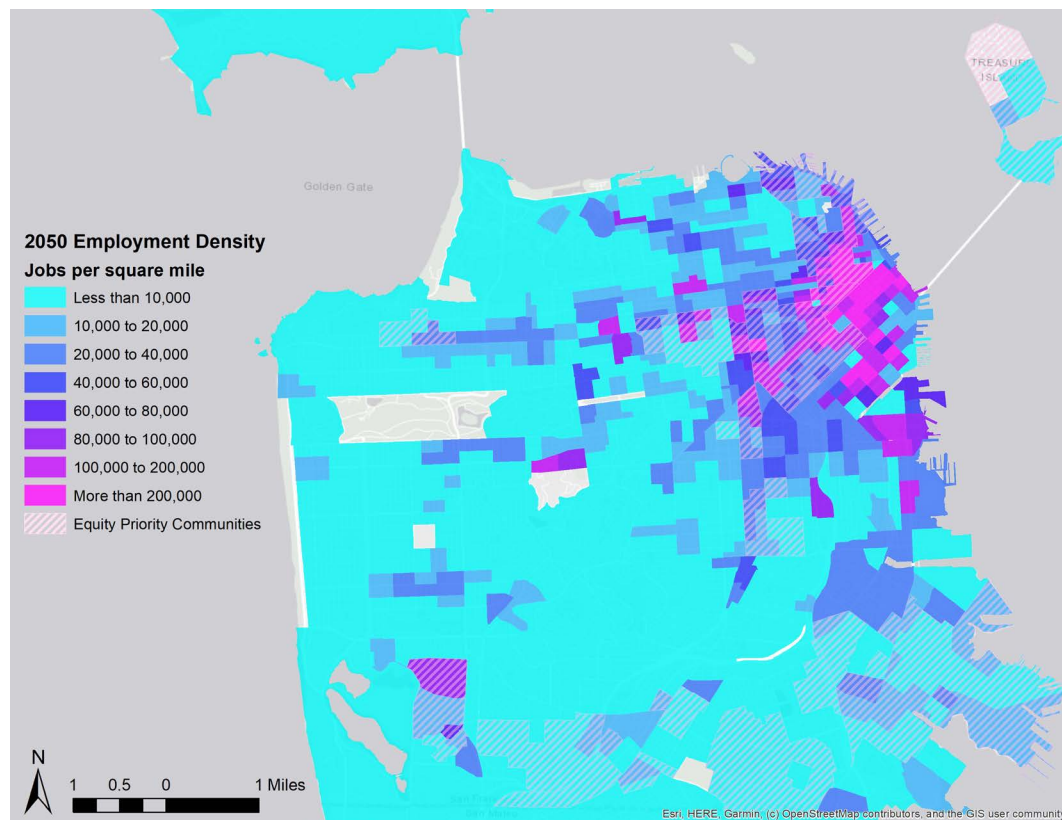 TREASURE
ISL
Golden Gate
2050 Employment Density
Jobs per square mile
Less than 10,000
10,000 to 20,000
20,000 to 40,000
40,000 to 60,000
60,000 to 80,000
80,000 to 100,000
100,000 to 200,000
More than 200,000
Equity Priority Communities
N
1 0.5 0 1 Miles
Esri, HERE, Garmin, (c) OpenStreetMap contributors, and the GIS user community